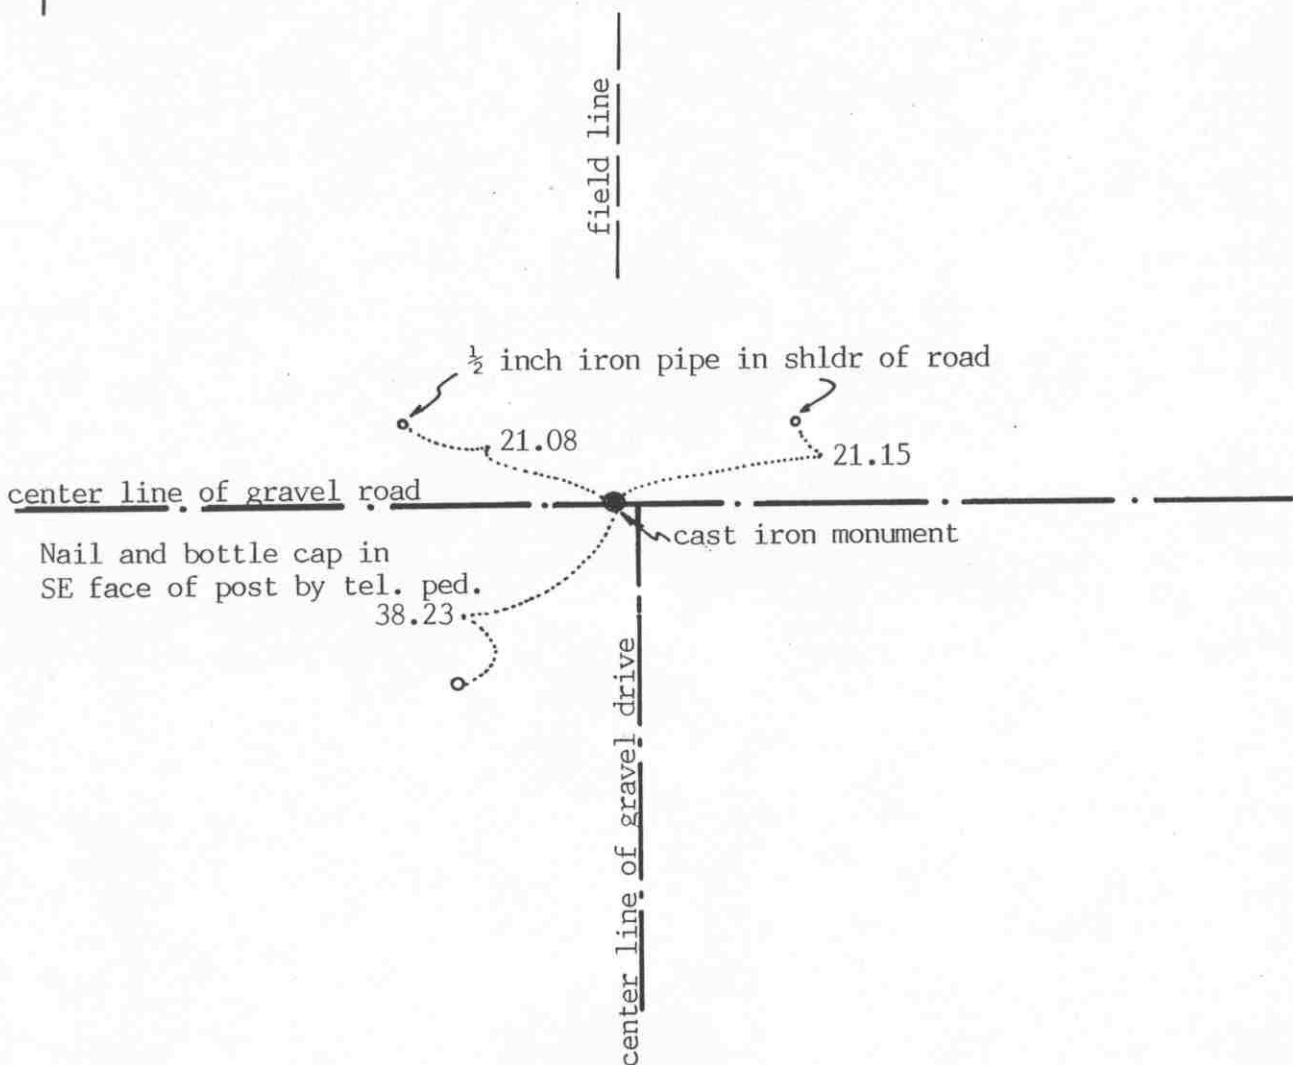 field line
½ inch iron pipe in shldr of road
21.08
21.15
center line of gravel road
cast iron monument
Nail and bottle cap in
SE face of post by tel. ped.
38.23
center line of gravel drive